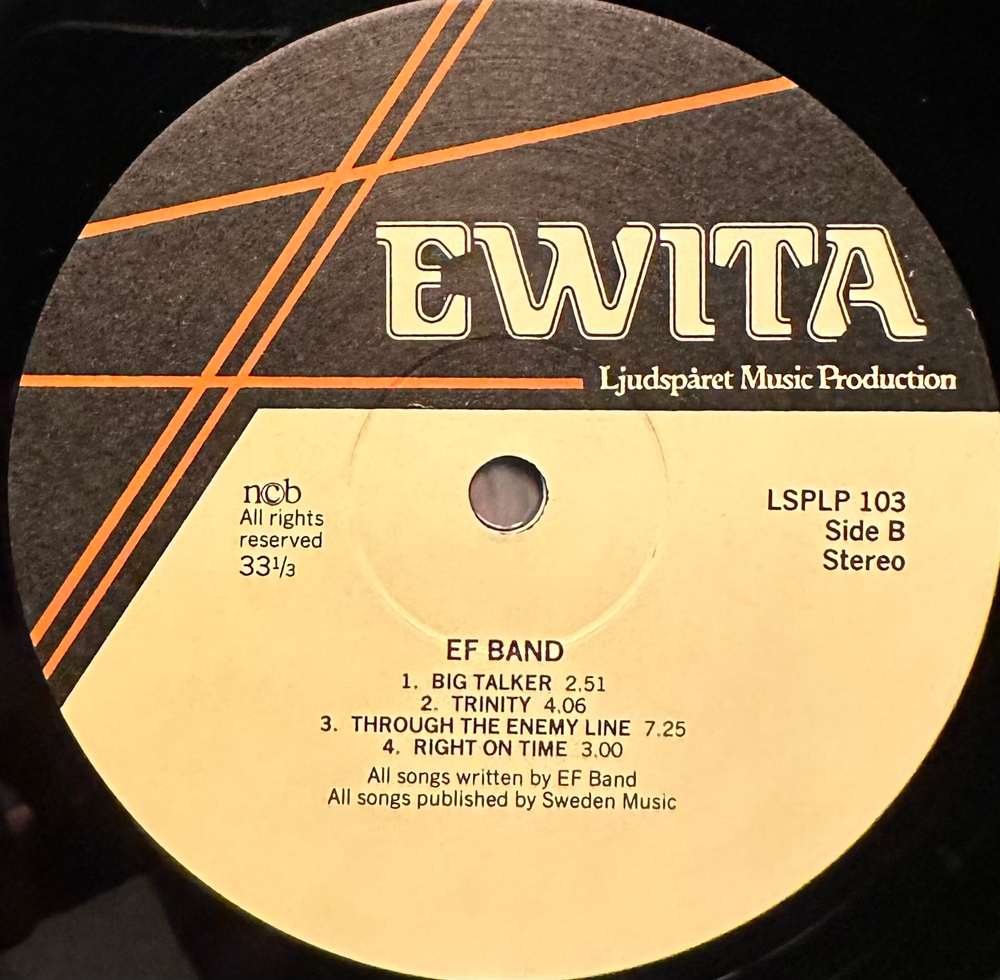 EWITA
Ljudspåret Music Production
n©b
All rights
reserved
33 1/3
LSPLP 103
Side B
Stereo
EF BAND
1. BIG TALKER 2.51
2. TRINITY 4.06
3. THROUGH THE ENEMY LINE 7.25
4. RIGHT ON TIME 3.00
All songs written by EF Band
All songs published by Sweden Music